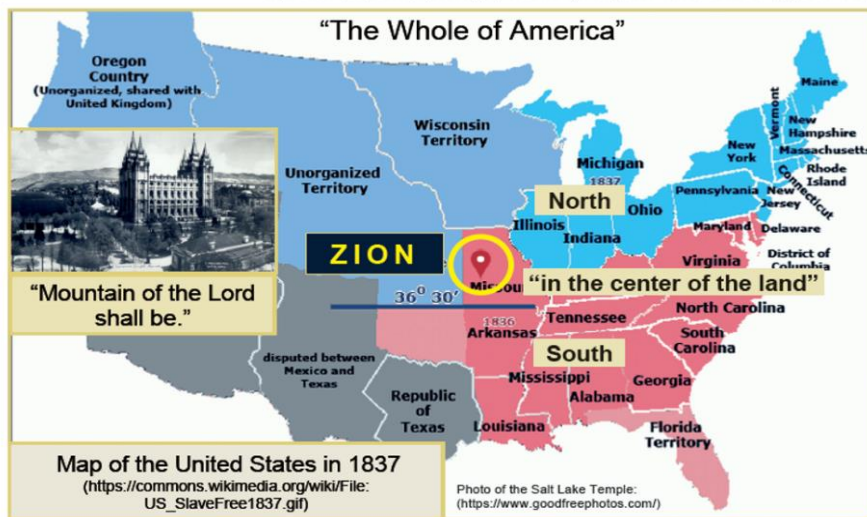 “The Whole of America”
Oregon
Country
(Unorganized, shared with
United Kingdom)
Unorganized
Territory
Wisconsin
Territory
Michigan
1837
North
Illinois
Indiana
Ohio
Pennsylvania
New
York
Vermont
Maine
New
Hampshire
Massachusetts
Rhode
Island
Connecticut
New
Jersey
Maryland
Delaware
District of
Columbia
Virginia
ZION
“in the center of the land”
“Mountain of the Lord
shall be.”
36⁰ 30′
1836
Arkansas
Tennessee
North Carolina
South
Carolina
South
Mississippi
Alabama
Georgia
Louisiana
Florida
Territory
disputed between
Mexico and
Texas
Republic
of
Texas
Map of the United States in 1837
(https://commons.wikimedia.org/wiki/File:
US_SlaveFree1837.gif)
Photo of the Salt Lake Temple:
(https://www.goodfreephotos.com/)